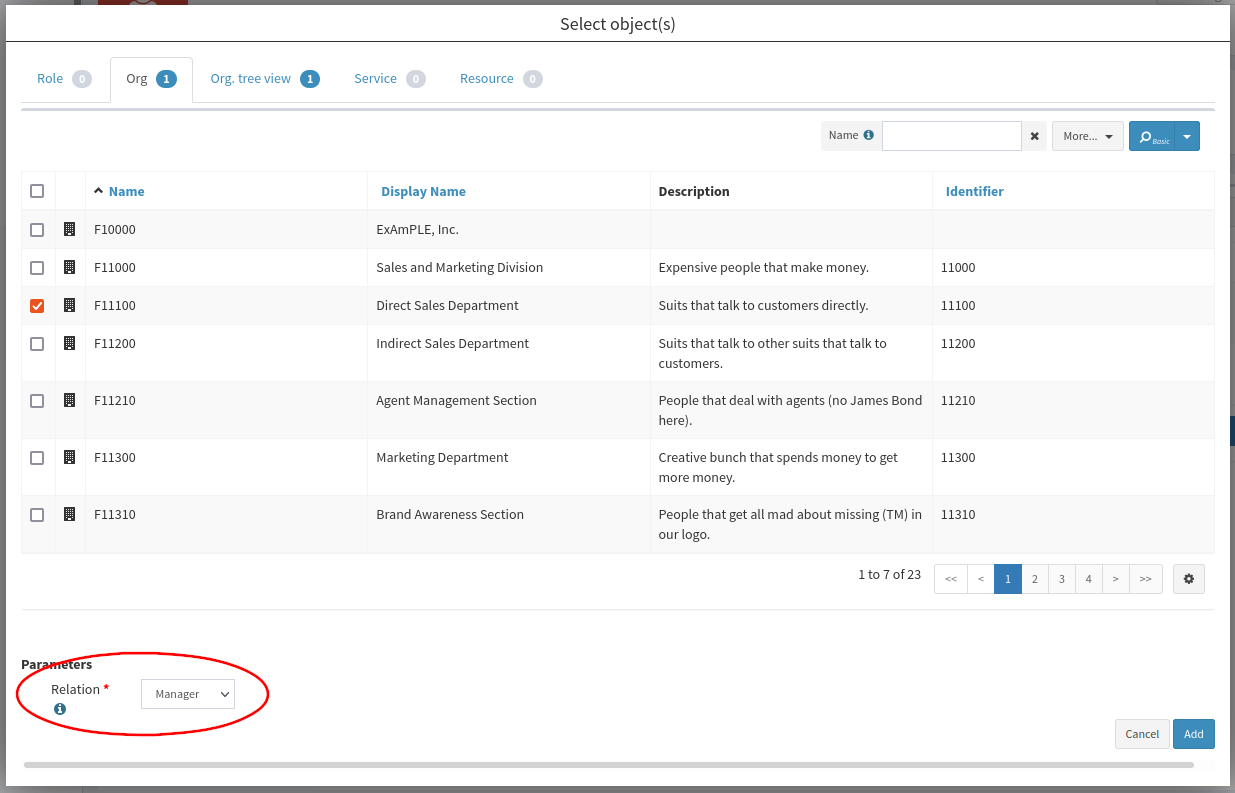 Select object(s)
Role 0 Org 1 Org. tree view 1 Service 0 Resource 0
Name More... Basic
Name Display Name Description Identifier
F10000 ExAmPLE, Inc.
F11000 Sales and Marketing Division Expensive people that make money. 11000
F11100 Direct Sales Department Suits that talk to customers directly. 11100
F11200 Indirect Sales Department Suits that talk to other suits that talk to 11200
customers.
F11210 Agent Management Section People that deal with agents (no James Bond 11210
here).
F11300 Marketing Department Creative bunch that spends money to get 11300
more money.
F11310 Brand Awareness Section People that get all mad about missing (TM) in 11310
our logo.
1 to 7 of 23 << < 1 2 3 4 > >>
Parameters
Relation * Manager
Cancel Add